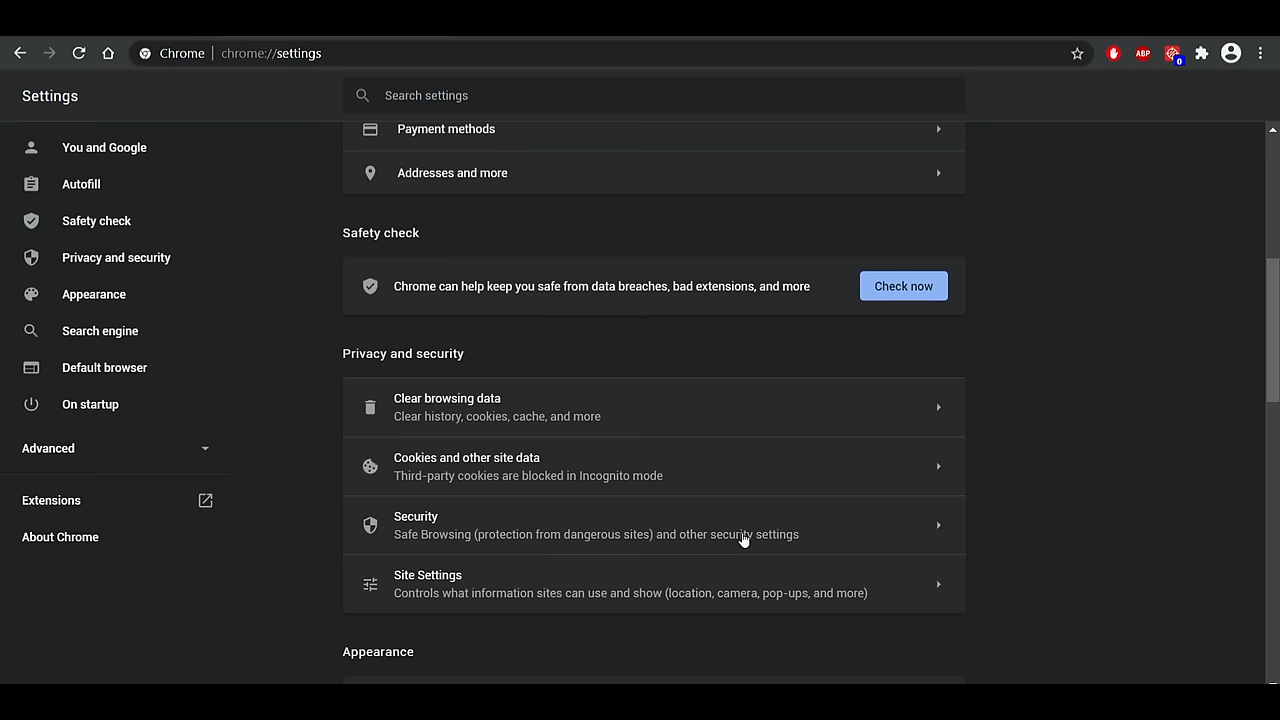 Chrome | chrome://settings
ABP
0
Settings
Search settings
You and Google
Autofill
Safety check
Privacy and security
Appearance
Search engine
Default browser
On startup
Advanced
Extensions
About Chrome
Payment methods
Addresses and more
Safety check
Chrome can help keep you safe from data breaches, bad extensions, and more
Check now
Privacy and security
Clear browsing data
Clear history, cookies, cache, and more
Cookies and other site data
Third-party cookies are blocked in Incognito mode
Security
Safe Browsing (protection from dangerous sites) and other security settings
Site Settings
Controls what information sites can use and show (location, camera, pop-ups, and more)
Appearance